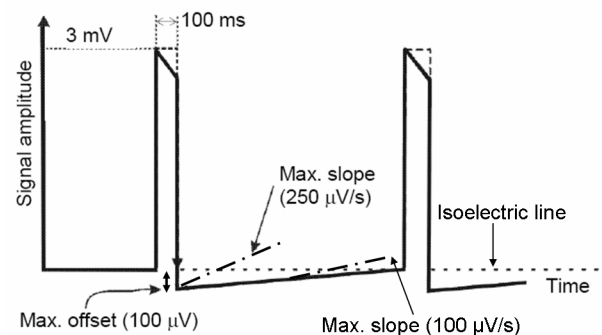 100 ms
3 mV
Signal amplitude
Max. slope
(250 μV/s)
Isoelectric line
Time
Max. offset (100 μV)
Max. slope (100 μV/s)